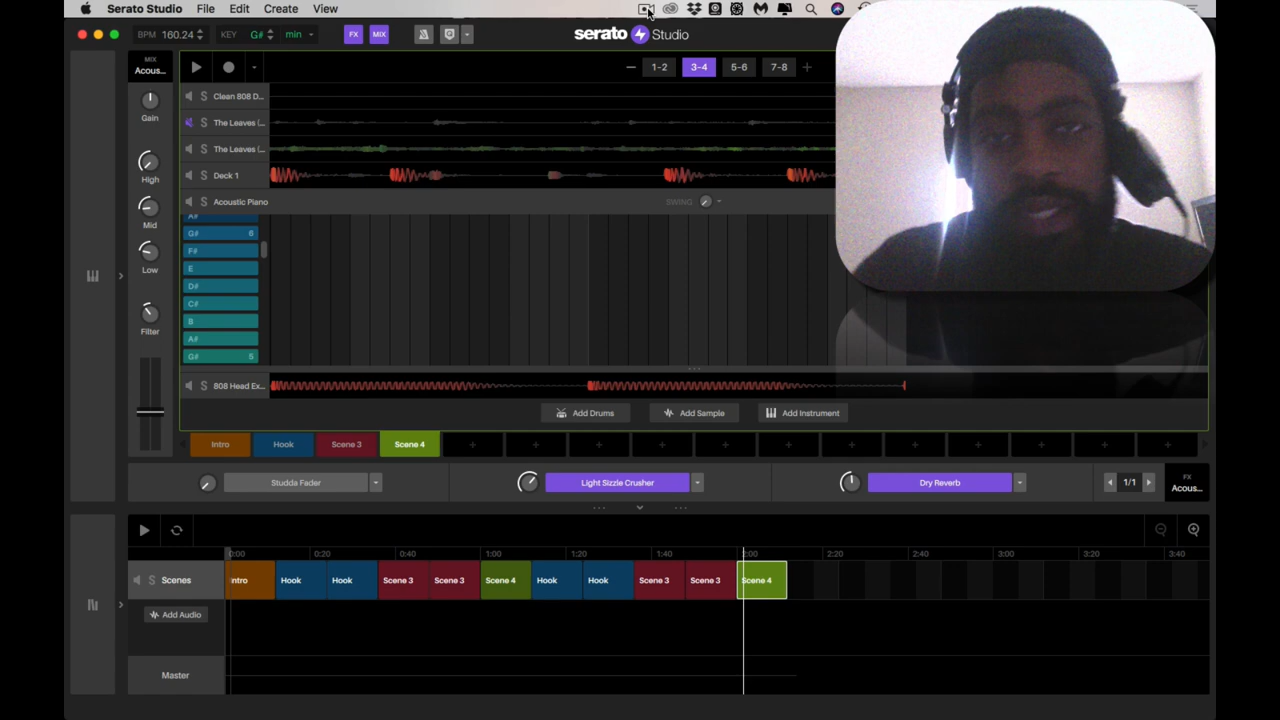 Serato Studio File Edit Create View
BPM 160.24 KEY G# min FX MIX serato Studio
MIX
Acous...
1-2 3-4 5-6 7-8
Gain
High
Mid
Low
Filter
S Clean 808 D...
S The Leaves (...
S The Leaves (...
S Deck 1
Acoustic Piano SWING
A#
G# 6
F#
E
D#
C#
B
A#
G# 5
S 808 Head Ex...
Add Drums Add Sample Add Instrument
Intro Hook Scene 3 Scene 4
Studda Fader Light Sizzle Crusher Dry Reverb 1/1
FX
Acous...
0:00 0:20 0:40 1:00 1:20 1:40 2:00 2:20 2:40 3:00 3:20 3:40
S Scenes Intro Hook Hook Scene 3 Scene 3 Scene 4 Hook Hook Scene 3 Scene 3 Scene 4
Add Audio
Master